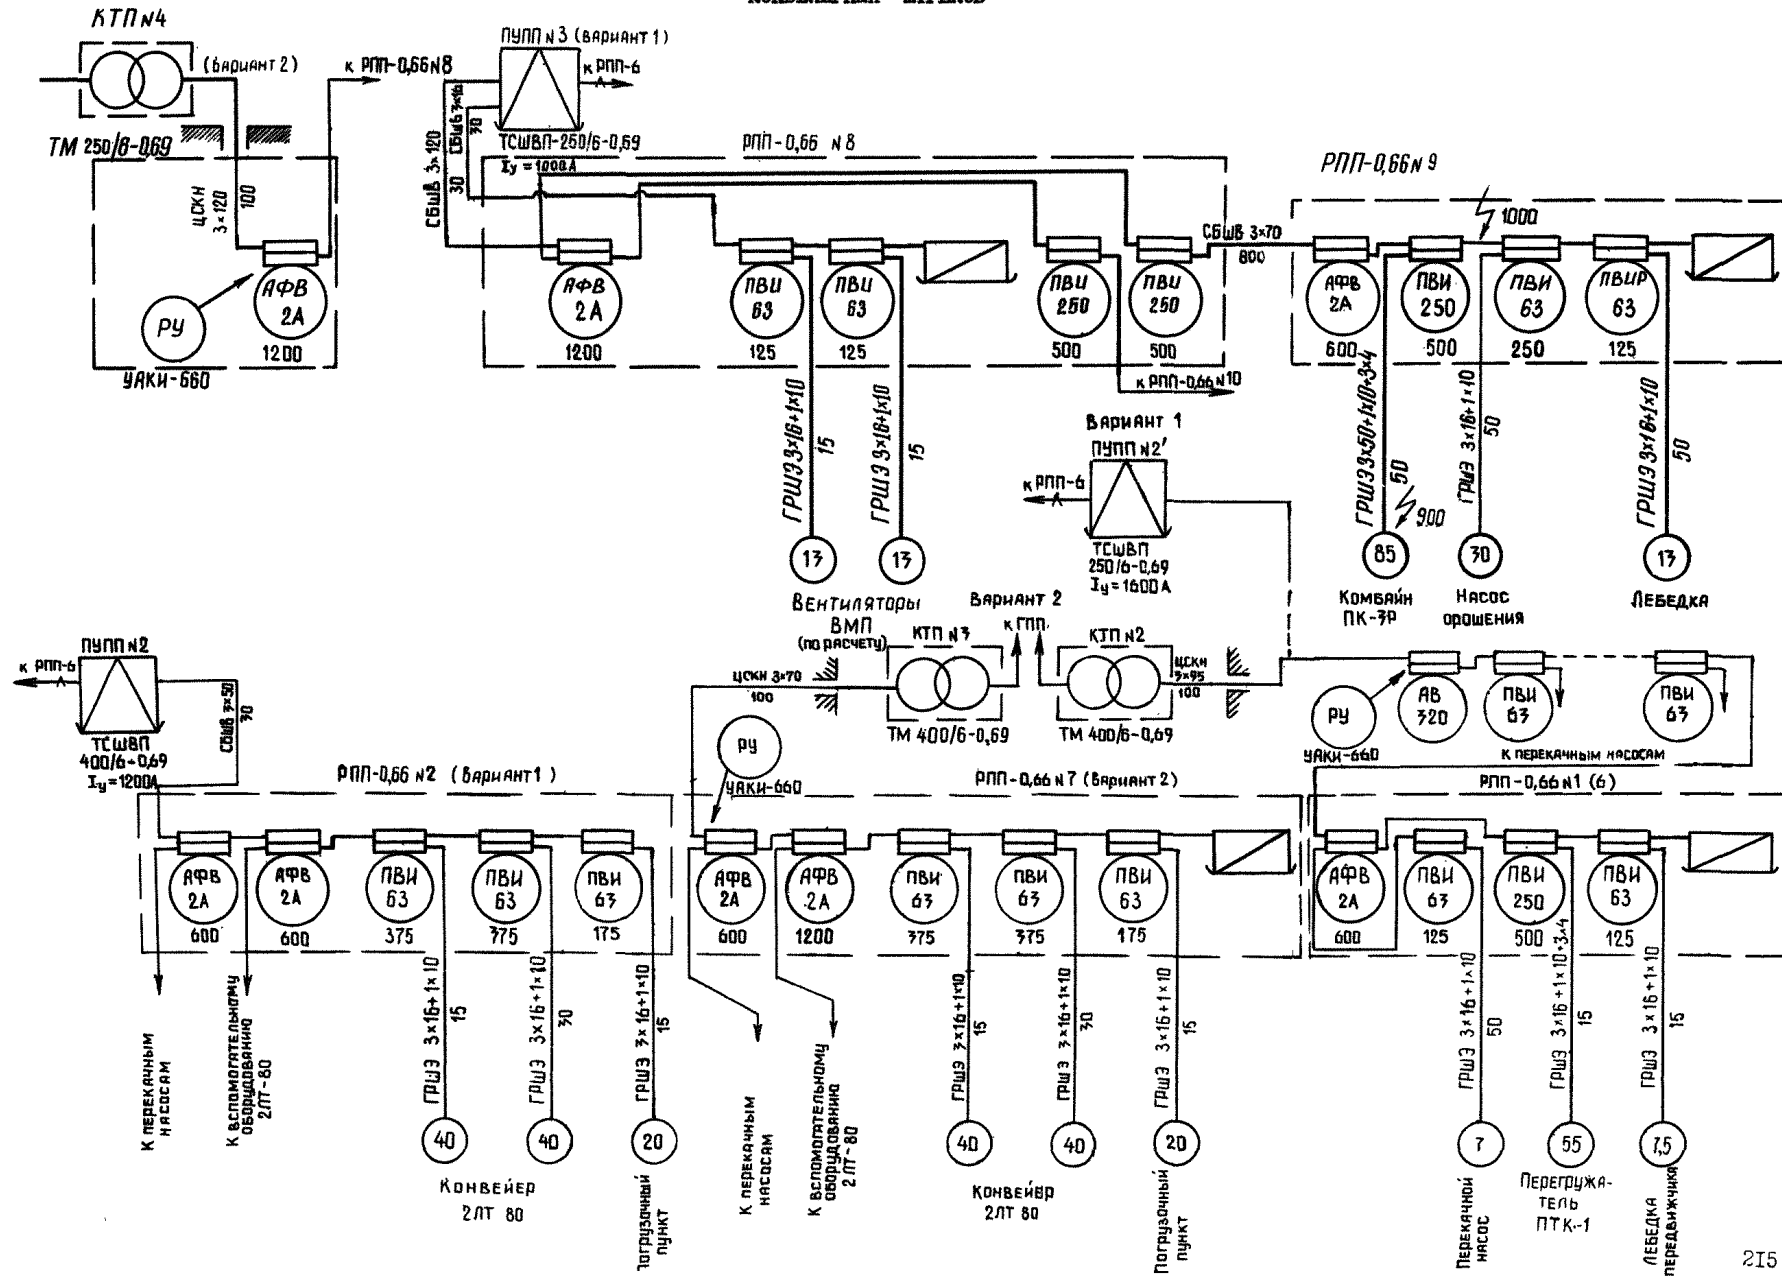 КТП №4
(Вариант 2)
к РПП-0,66 №8
ТМ 250/6-0,69
ЦСКН
3×120
100
РУ
АФВ
2А
1200
УАКИ-660
ПУПП №3 (Вариант 1)
к РПП-6
СБШВ 3×16
30
СБШВ 3×120
30
ТСШВП-250/6-0,69
Iу = 1000А
РПП-0,66 №8
АФВ
2А
1200
ПВИ
63
125
ПВИ
63
125
ПВИ
250
500
ПВИ
250
500
к РПП-0,66 №10
СБШВ 3×70
800
РПП-0,66 №9
1000
АФВ
2А
600
ПВИ
250
500
ПВИ
63
250
ПВИР
63
125
ГРШЭ 3×16+1×10
15
ГРШЭ 3×16+1×10
15
13
13
Вентиляторы
ВМП
(по расчету)
ГРШЭ 3×50+1×10+3×4
50
900
ГРШЭ 3×16+1×10
50
ГРШЭ 3×16+1×10
50
85
30
13
Комбайн
ПК-3Р
Насос
орошения
Лебедка
Вариант 1
ПУПП №2'
к РПП-6
ТСШВП
250/6-0,69
Iу = 1600А
Вариант 2
КТП №3
к ГПП
КТП №2
ЦСКН 3×70
100
ЦСКН
3×95
100
ТМ 400/6-0,69
ТМ 400/6-0,69
РУ
УАКИ-660
АВ
320
ПВИ
63
ПВИ
63
к перекачным насосам
ПУПП №2
к РПП-6
СБШВ 3×50
30
ТСШВП
400/6-0,69
Iу = 1200А
РПП-0,66 №2 (Вариант 1)
АФВ
2А
600
АФВ
2А
600
ПВИ
63
375
ПВИ
63
375
ПВИ
63
175
К перекачным
насосам
К вспомогательному
оборудованию
2ЛТ-80
ГРШЭ 3×16+1×10
15
ГРШЭ 3×16+1×10
30
ГРШЭ 3×16+1×10
15
40
40
20
Конвейер
2ЛТ 80
Погрузочный
пункт
РУ
УАКИ-660
РПП-0,66 №7 (Вариант 2)
АФВ
2А
600
АФВ
2А
1200
ПВИ
63
375
ПВИ
63
375
ПВИ
63
175
К перекачным
насосам
К вспомогательному
оборудованию
2ЛТ-80
ГРШЭ 3×16+1×10
15
ГРШЭ 3×16+1×10
30
ГРШЭ 3×16+1×10
15
40
40
20
Конвейер
2ЛТ 80
Погрузочный
пункт
РПП-0,66 №1 (6)
АФВ
2А
600
ПВИ
63
125
ПВИ
250
500
ПВИ
63
125
ГРШЭ 3×16+1×10
50
ГРШЭ 3×16+1×10+3×4
15
ГРШЭ 3×16+1×10
15
7
55
7,5
Перекачной
насос
Перегружа-
тель
ПТК-1
Лебедка
передвижчика
215